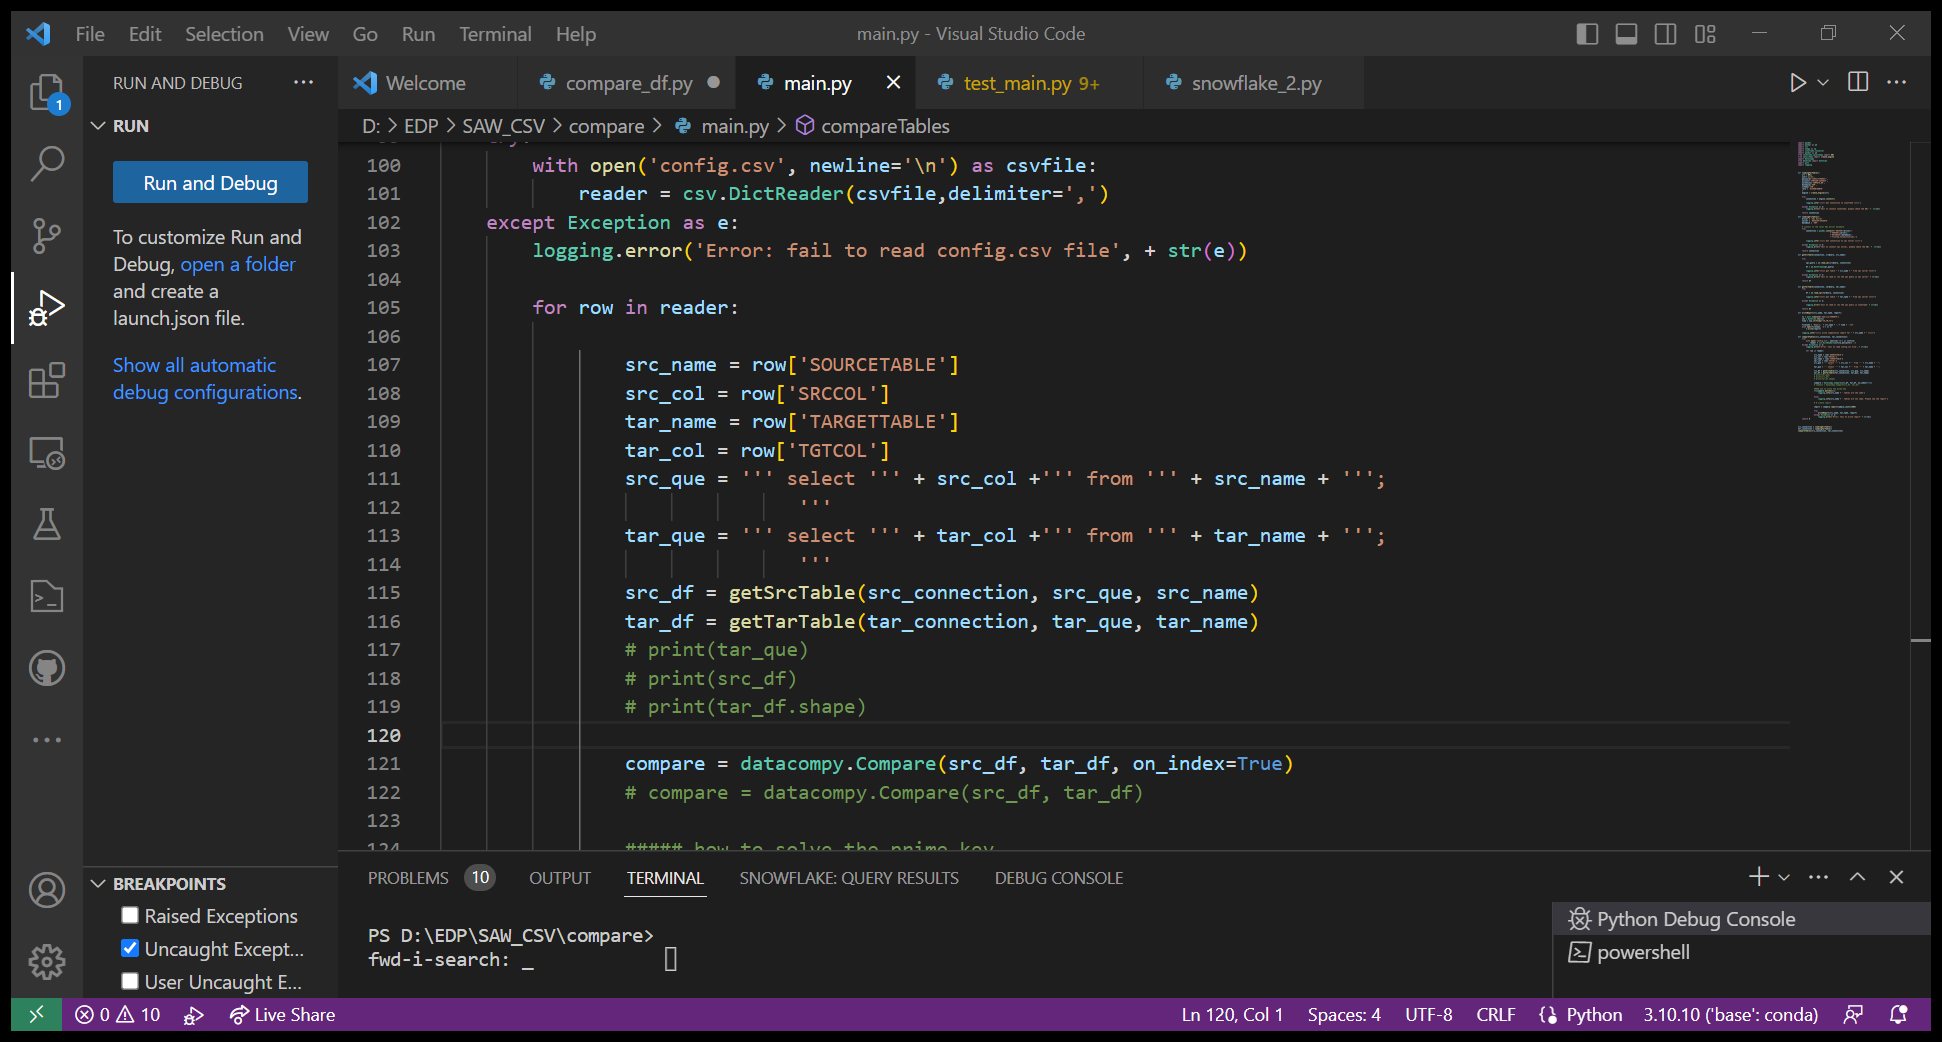 File Edit Selection View Go Run Terminal Help
main.py - Visual Studio Code
RUN AND DEBUG ···
Welcome
compare_df.py
main.py
test_main.py 9+
snowflake_2.py
D: > EDP > SAW_CSV > compare > main.py > compareTables
1
RUN
Run and Debug
To customize Run and
Debug, open a folder
and create a
launch.json file.
Show all automatic
debug configurations.
100 with open('config.csv', newline='\n') as csvfile:
101 reader = csv.DictReader(csvfile,delimiter=',')
102 except Exception as e:
103 logging.error('Error: fail to read config.csv file', + str(e))
104
105 for row in reader:
106
107 src_name = row['SOURCETABLE']
108 src_col = row['SRCCOL']
109 tar_name = row['TARGETTABLE']
110 tar_col = row['TGTCOL']
111 src_que = ''' select ''' + src_col +''' from ''' + src_name + ''';
112 '''
113 tar_que = ''' select ''' + tar_col +''' from ''' + tar_name + ''';
114 '''
115 src_df = getSrcTable(src_connection, src_que, src_name)
116 tar_df = getTarTable(tar_connection, tar_que, tar_name)
117 # print(tar_que)
118 # print(src_df)
119 # print(tar_df.shape)
120
121 compare = datacompy.Compare(src_df, tar_df, on_index=True)
122 # compare = datacompy.Compare(src_df, tar_df)
123
124 ##### how to solve the prime key
BREAKPOINTS
Raised Exceptions
Uncaught Except...
User Uncaught E...
PROBLEMS 10 OUTPUT TERMINAL SNOWFLAKE: QUERY RESULTS DEBUG CONSOLE
PS D:\EDP\SAW_CSV\compare>
fwd-i-search: _
Python Debug Console
powershell
0 10 Live Share
Ln 120, Col 1 Spaces: 4 UTF-8 CRLF Python 3.10.10 ('base': conda)